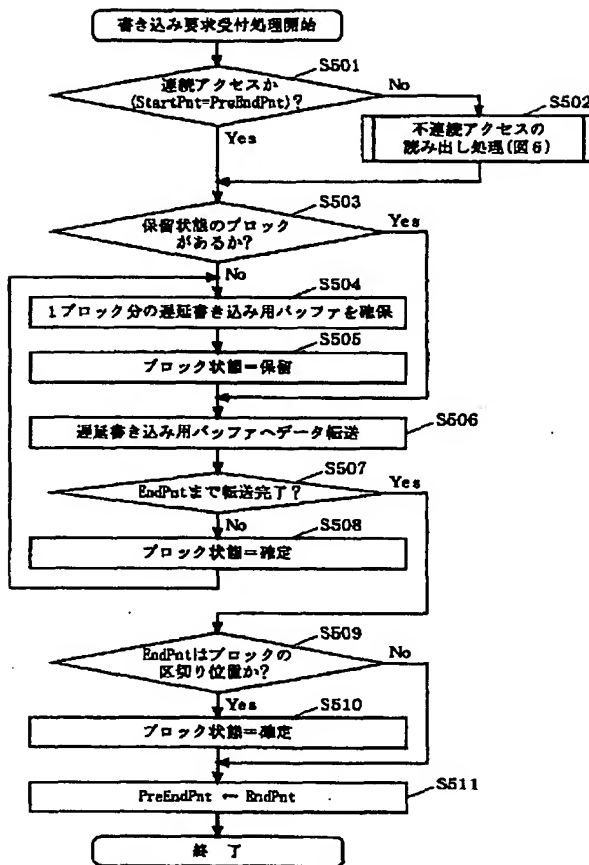 書き込み要求受付処理開始
S501
連続アクセスか
(StartPnt=PreEndPnt)?
No
S502
Yes
不連続アクセスの
読み出し処理(図6)
S503
保留状態のブロック
があるか?
Yes
No
S504
1ブロック分の遅延書き込み用バッファを確保
S505
ブロック状態=保留
S506
遅延書き込み用バッファへデータ転送
S507
EndPntまで転送完了?
Yes
No
S508
ブロック状態=確定
S509
EndPntはブロックの
区切り位置か?
No
Yes
S510
ブロック状態=確定
S511
PreEndPnt ← EndPnt
終 了